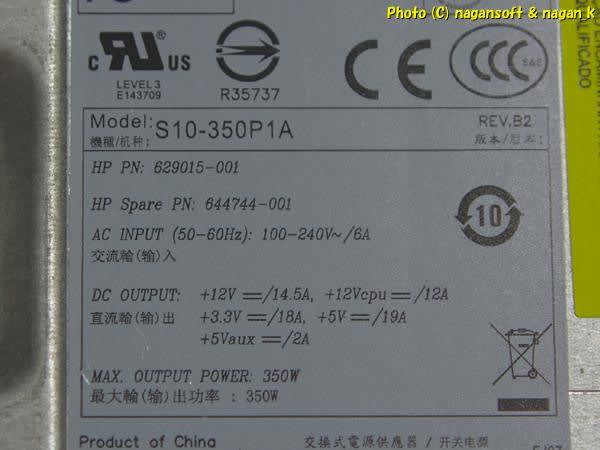 Photo (C) nagansoft & nagan_k
c RU US
LEVEL 3
E143709
R35737
CE
CCC
S&E
CALIFICADO
Model: S10-350P1A
REV,B2
機種/机种:
版本/版本:
HP PN: 629015-001
HP Spare PN: 644744-001
10
AC INPUT (50-60Hz): 100-240V~/6A
交流輸(输)入
DC OUTPUT: +12V ⎓/14.5A, +12Vcpu ⎓/12A
直流輸(输)出 +3.3V ⎓/18A, +5V⎓/19A
+5Vaux ⎓/2A
MAX. OUTPUT POWER: 350W
最大輸(输)出功率 : 350W
Product of China
交換式電源供應器 / 开关电源